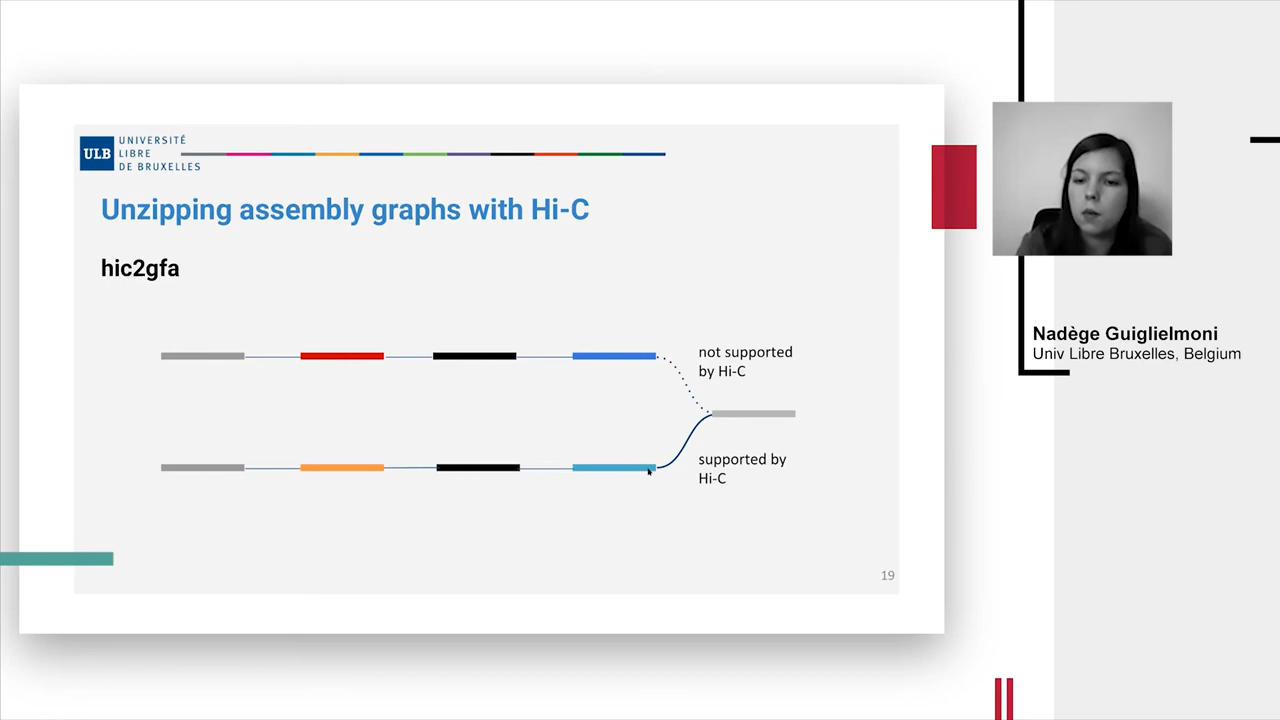 ULB
UNIVERSITÉ
LIBRE
DE BRUXELLES
Unzipping assembly graphs with Hi-C
hic2gfa
not supported
by Hi-C
supported by
Hi-C
19
Nadège Guiglielmoni
Univ Libre Bruxelles, Belgium